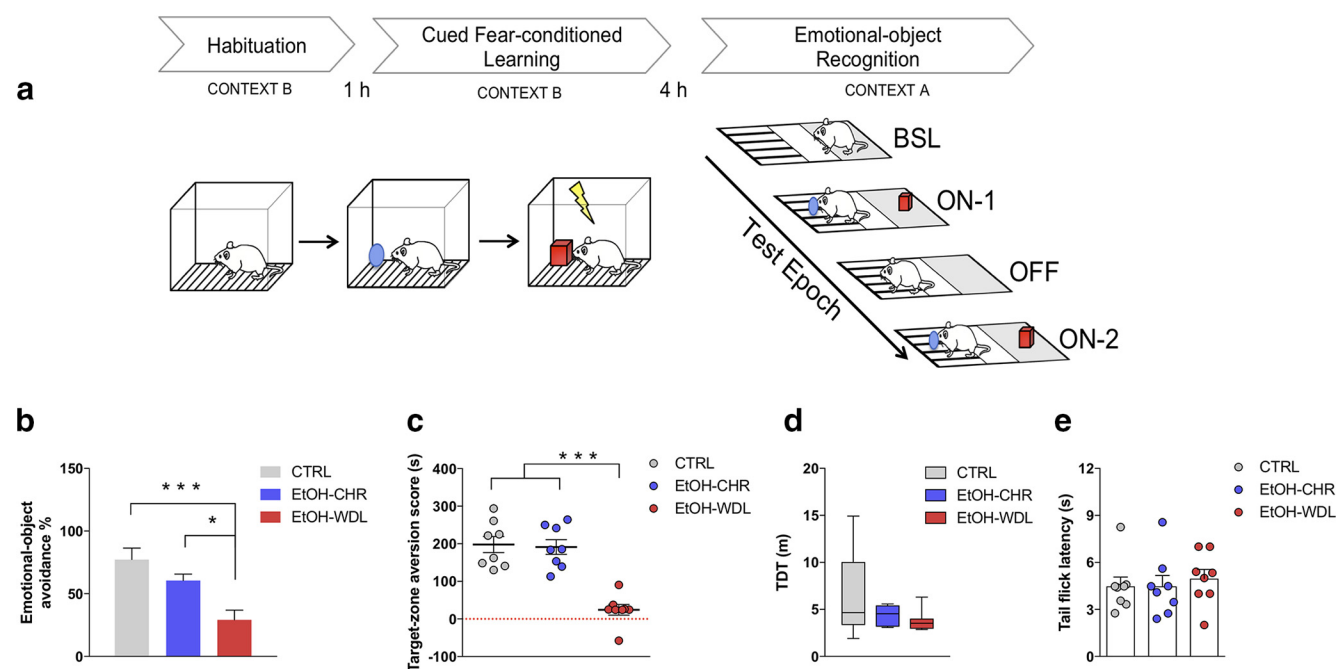 Habituation
Cued Fear-conditioned
Learning
Emotional-object
Recognition
a
CONTEXT B
1 h
CONTEXT B
4 h
CONTEXT A
BSL
ON-1
OFF
ON-2
Test Epoch
b
Emotional-object
avoidance %
150
100
50
0
* * *
*
CTRL
EtOH-CHR
EtOH-WDL
c
Target-zone aversion score (s)
400
300
200
100
0
-100
* * *
CTRL
EtOH-CHR
EtOH-WDL
d
TDT (m)
20
15
10
5
0
CTRL
EtOH-CHR
EtOH-WDL
e
Tail flick latency (s)
12
9
6
3
0
CTRL
EtOH-CHR
EtOH-WDL